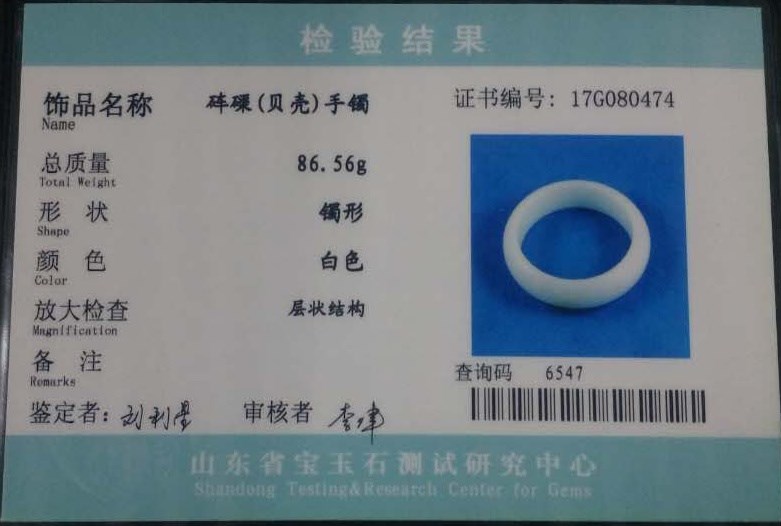 检验结果
饰品名称 砗磲(贝壳)手镯
Name
证书编号: 17G080474
总质量 86.56g
Total Weight
形 状 镯形
Shape
颜 色 白色
Color
放大检查 层状结构
Magnification
备 注
Remarks
查询码 6547
鉴定者: 审核者
山东省宝玉石测试研究中心
Shandong Testing&Research Center for Gems